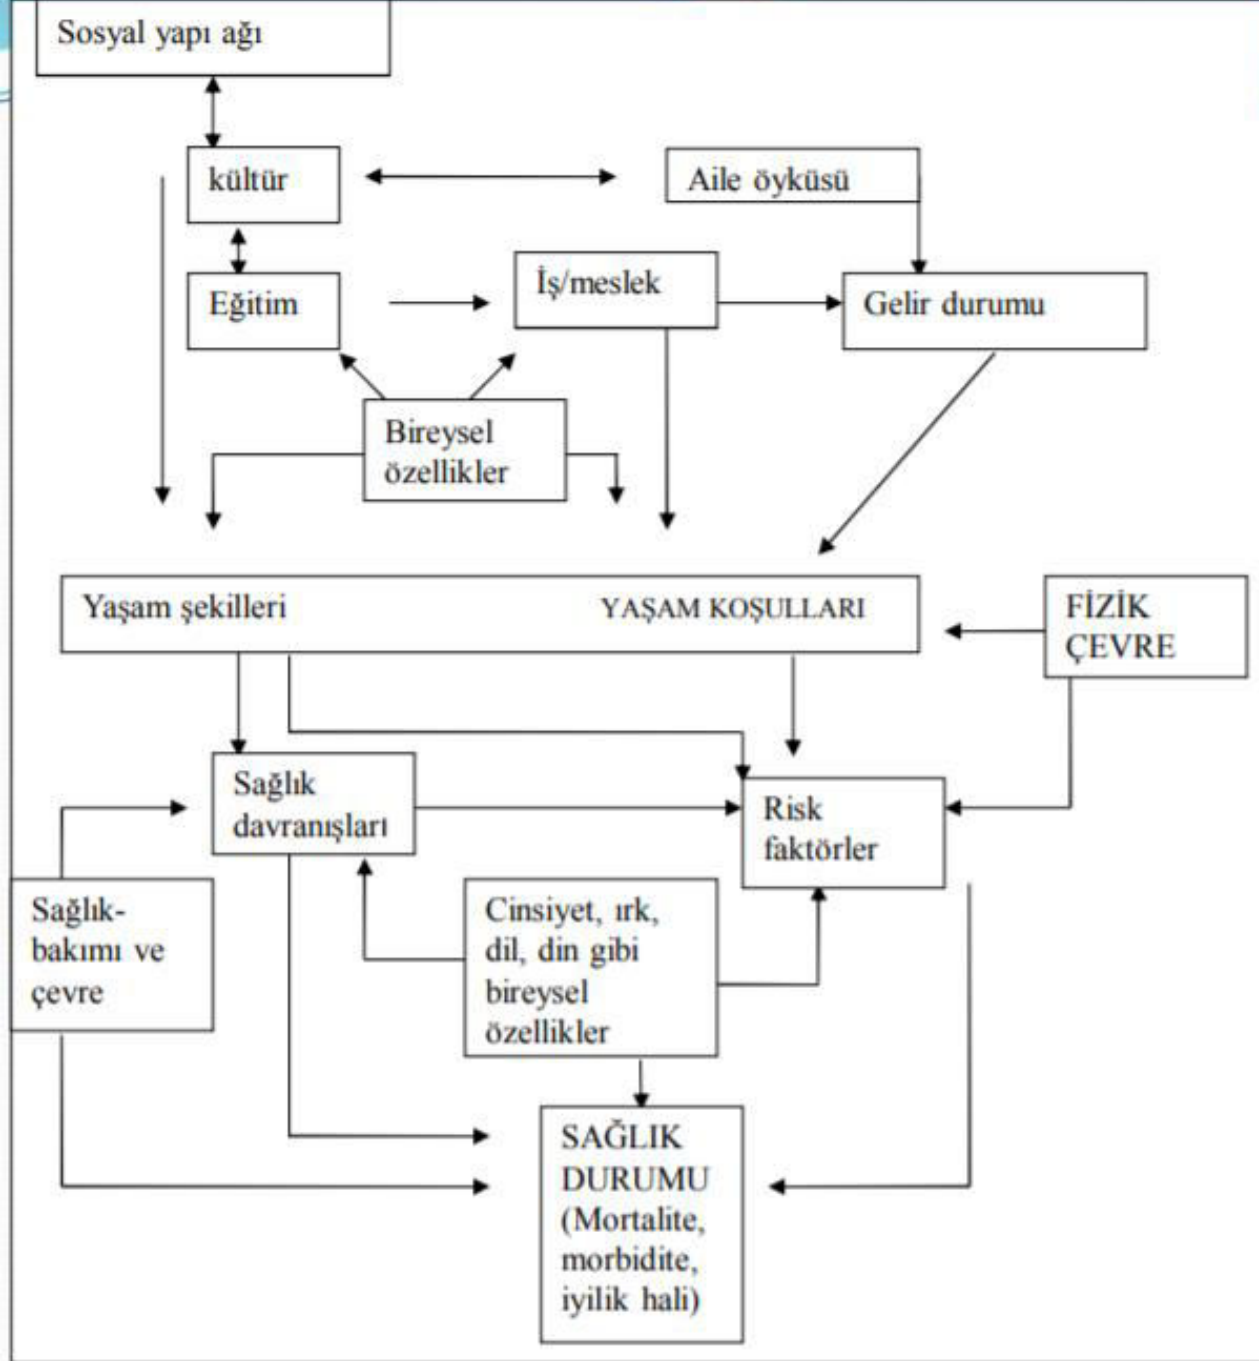 Sosyal yapı ağı
kültür
Aile öyküsü
Eğitim
İş/meslek
Gelir durumu
Bireysel
özellikler
Yaşam şekilleri
YAŞAM KOŞULLARI
FİZİK
ÇEVRE
Sağlık
davranışları
Risk
faktörler
Sağlık-
bakımı ve
çevre
Cinsiyet, ırk,
dil, din gibi
bireysel
özellikler
SAĞLIK
DURUMU
(Mortalite,
morbidite,
iyilik hali)